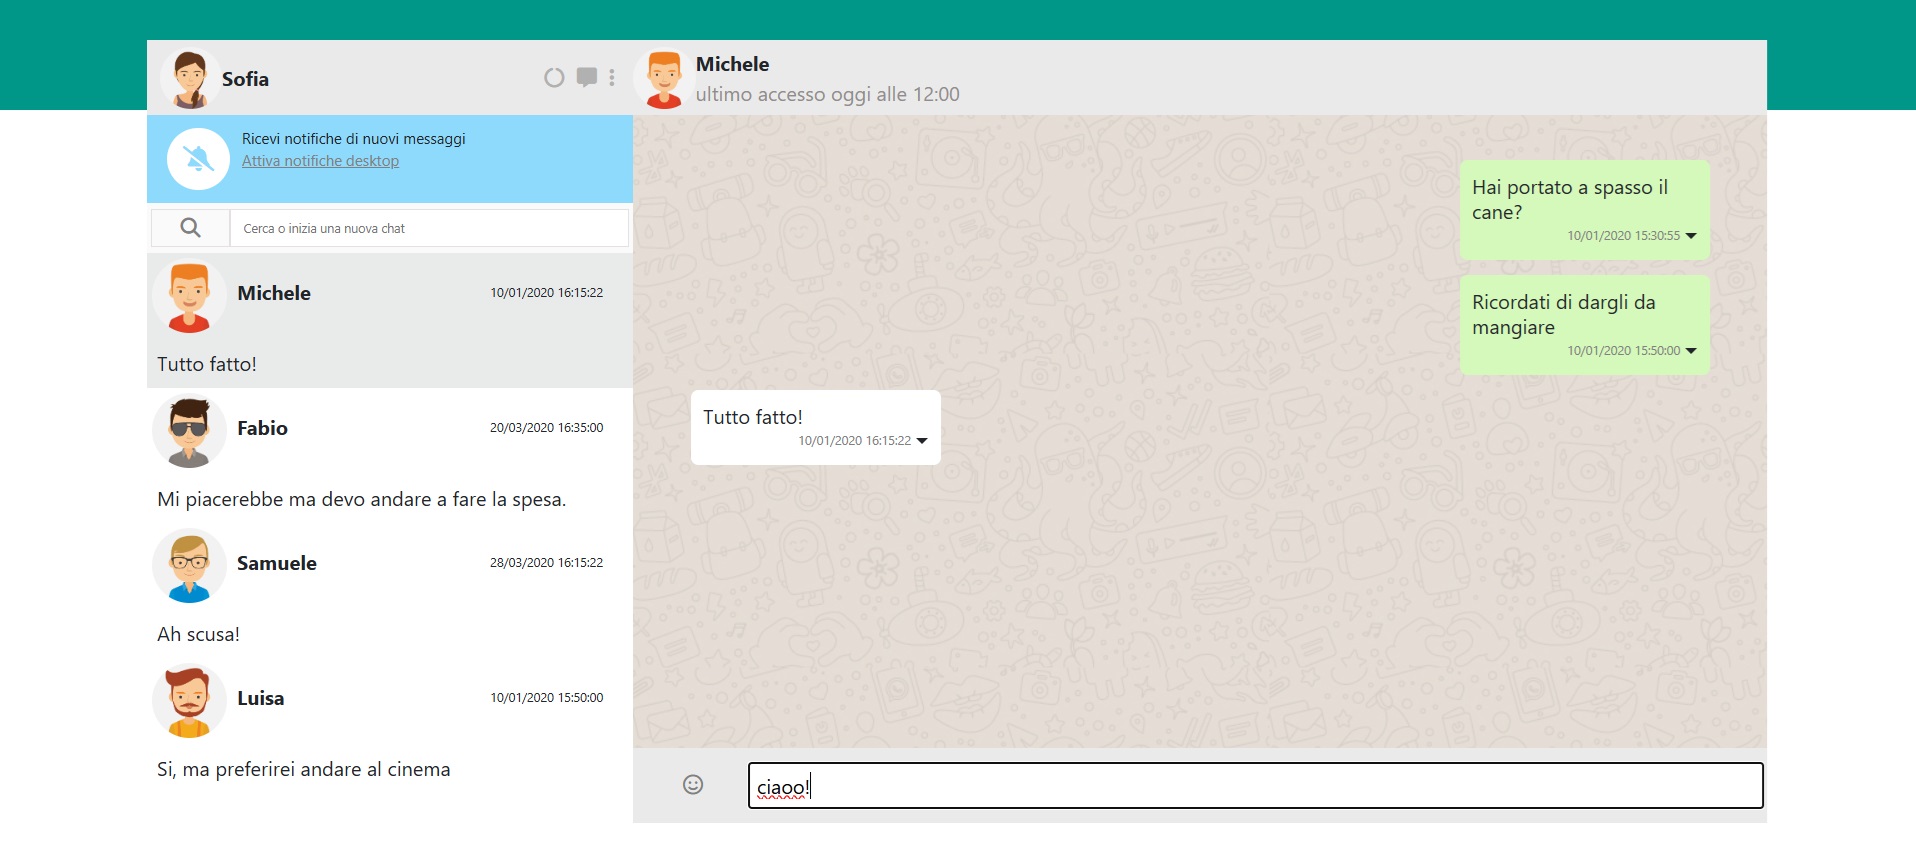 Sofia
Ricevi notifiche di nuovi messaggi
Attiva notifiche desktop
Cerca o inizia una nuova chat
Michele
10/01/2020 16:15:22
Tutto fatto!
Fabio
20/03/2020 16:35:00
Mi piacerebbe ma devo andare a fare la spesa.
Samuele
28/03/2020 16:15:22
Ah scusa!
Luisa
10/01/2020 15:50:00
Si, ma preferirei andare al cinema
Michele
ultimo accesso oggi alle 12:00
Hai portato a spasso il
cane?
10/01/2020 15:30:55
Ricordati di dargli da
mangiare
10/01/2020 15:50:00
Tutto fatto!
10/01/2020 16:15:22
ciaoo!